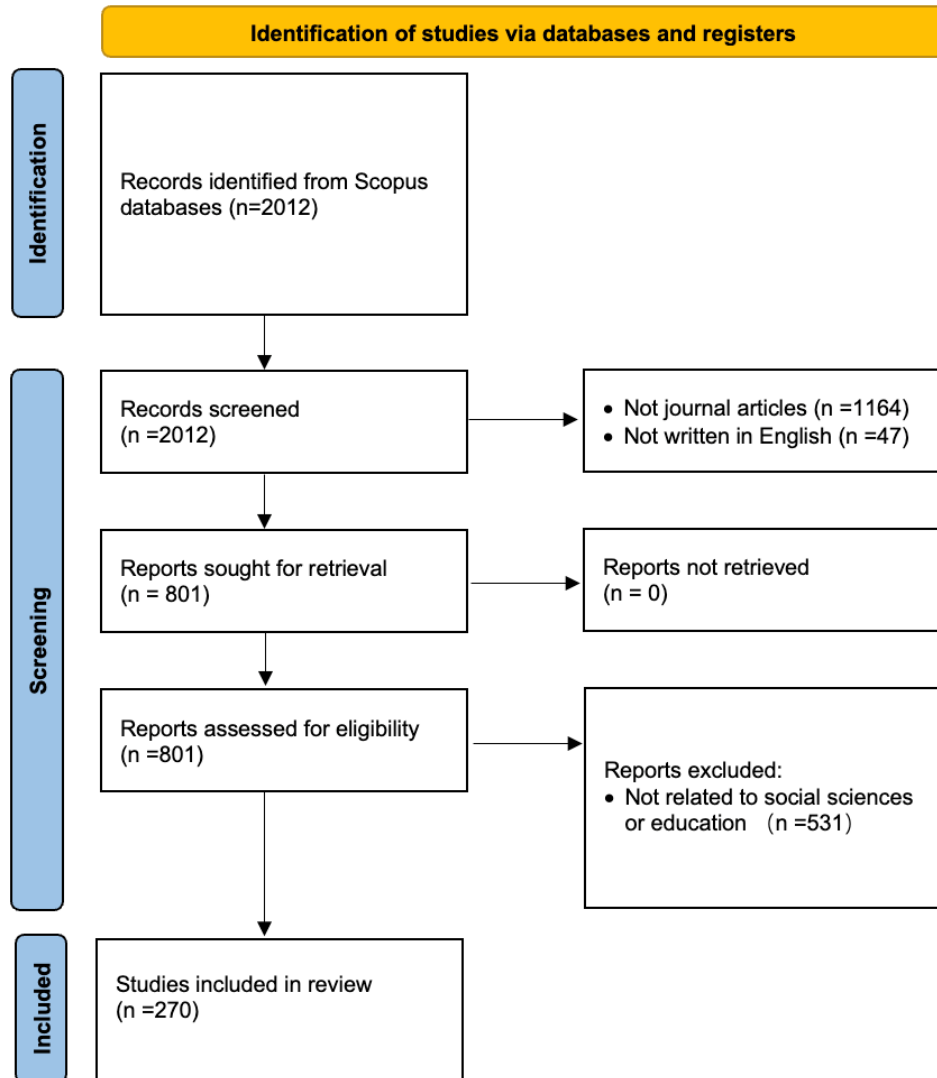 Identification of studies via databases and registers
Identification
Records identified from Scopus
databases (n=2012)
Screening
Records screened
(n =2012)
• Not journal articles (n =1164)
• Not written in English (n =47)
Reports sought for retrieval
(n = 801)
Reports not retrieved
(n = 0)
Reports assessed for eligibility
(n =801)
Reports excluded:
• Not related to social sciences
or education （n =531）
Included
Studies included in review
(n =270)